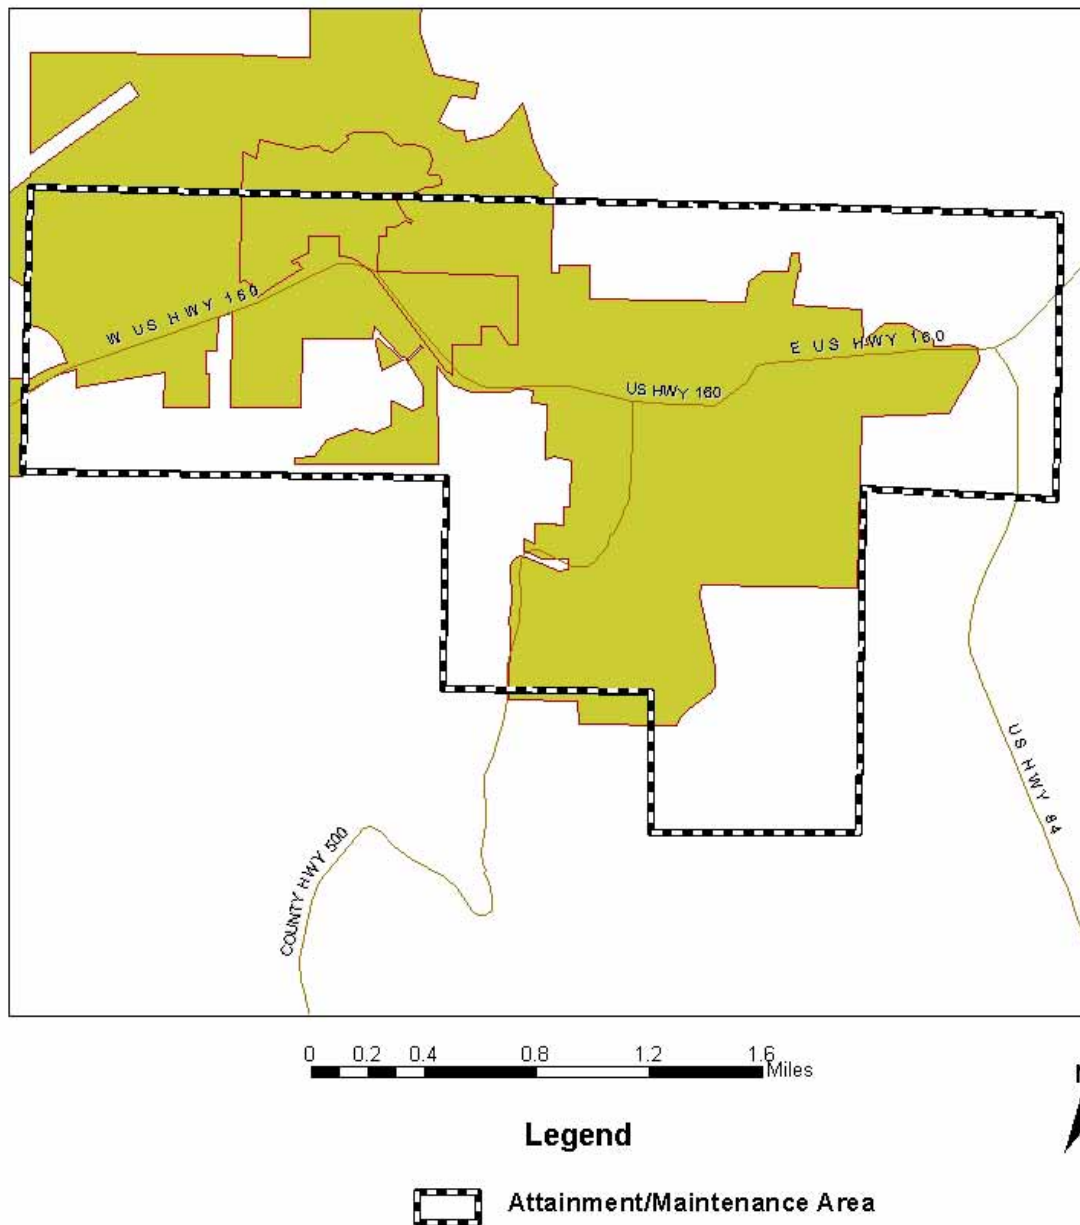 W US HWY 160
E US HWY 160
US HWY 160
US HWY 84
COUNTY HWY 500
0 0.2 0.4 0.8 1.2 1.6
Miles
Legend
Attainment/Maintenance Area